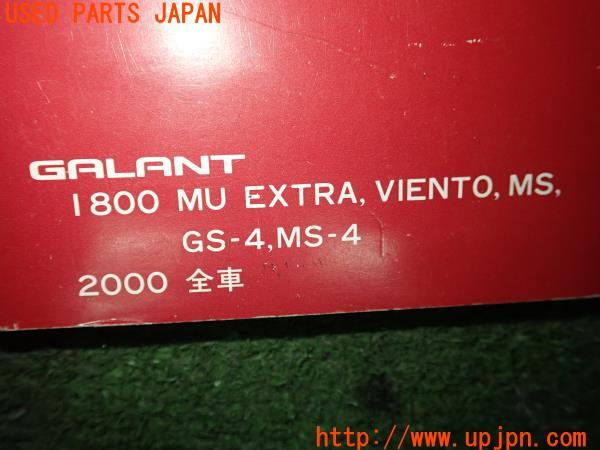 USED PARTS JAPAN
GALANT
1800 MU EXTRA, VIENTO, MS,
GS-4,MS-4
2000 全車
http://www.upjpn.com